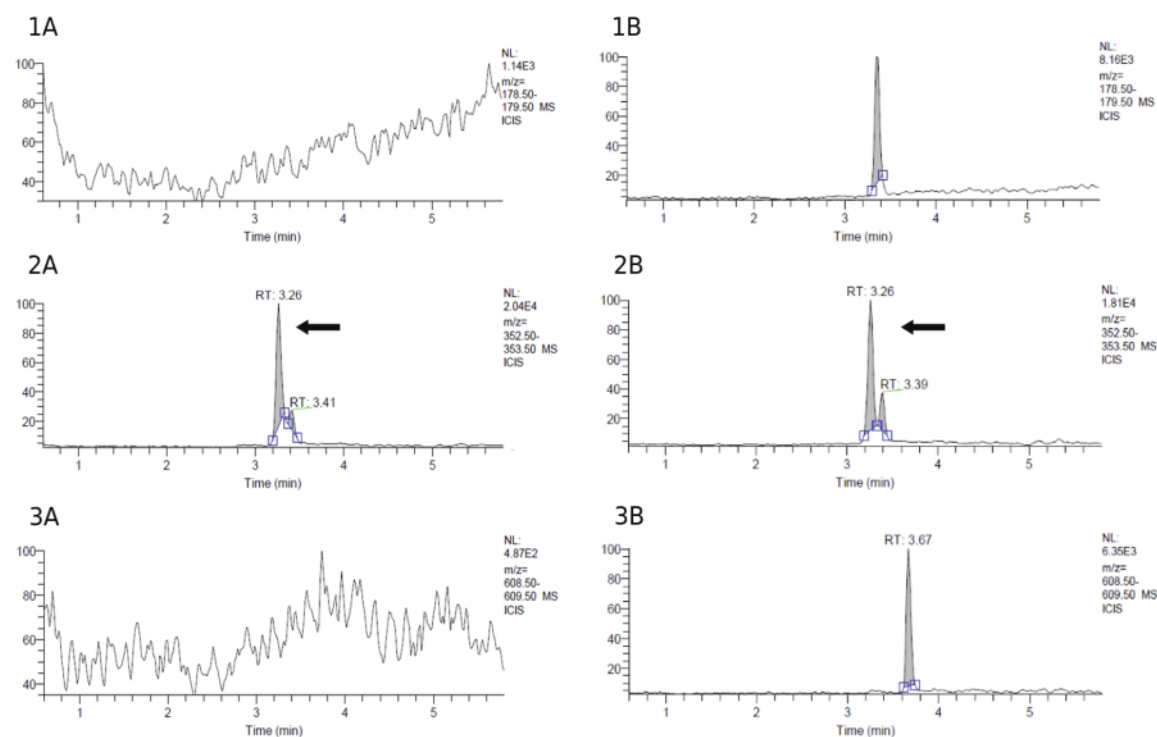 1A
NL:
1.14E3
m/z=
178.50-
179.50 MS
ICIS
100
80
60
40
1 2 3 4 5
Time (min)
1B
NL:
8.16E3
m/z=
178.50-
179.50 MS
ICIS
100
80
60
40
20
1 2 3 4 5
Time (min)
2A
RT: 3.26
RT: 3.41
NL:
2.04E4
m/z=
352.50-
353.50 MS
ICIS
100
80
60
40
20
1 2 3 4 5
Time (min)
2B
RT: 3.26
RT: 3.39
NL:
1.81E4
m/z=
352.50-
353.50 MS
ICIS
100
80
60
40
20
1 2 3 4 5
Time (min)
3A
NL:
4.87E2
m/z=
608.50-
609.50 MS
ICIS
100
80
60
40
1 2 3 4 5
Time (min)
3B
RT: 3.67
NL:
6.35E3
m/z=
608.50-
609.50 MS
ICIS
100
80
60
40
20
1 2 3 4 5
Time (min)